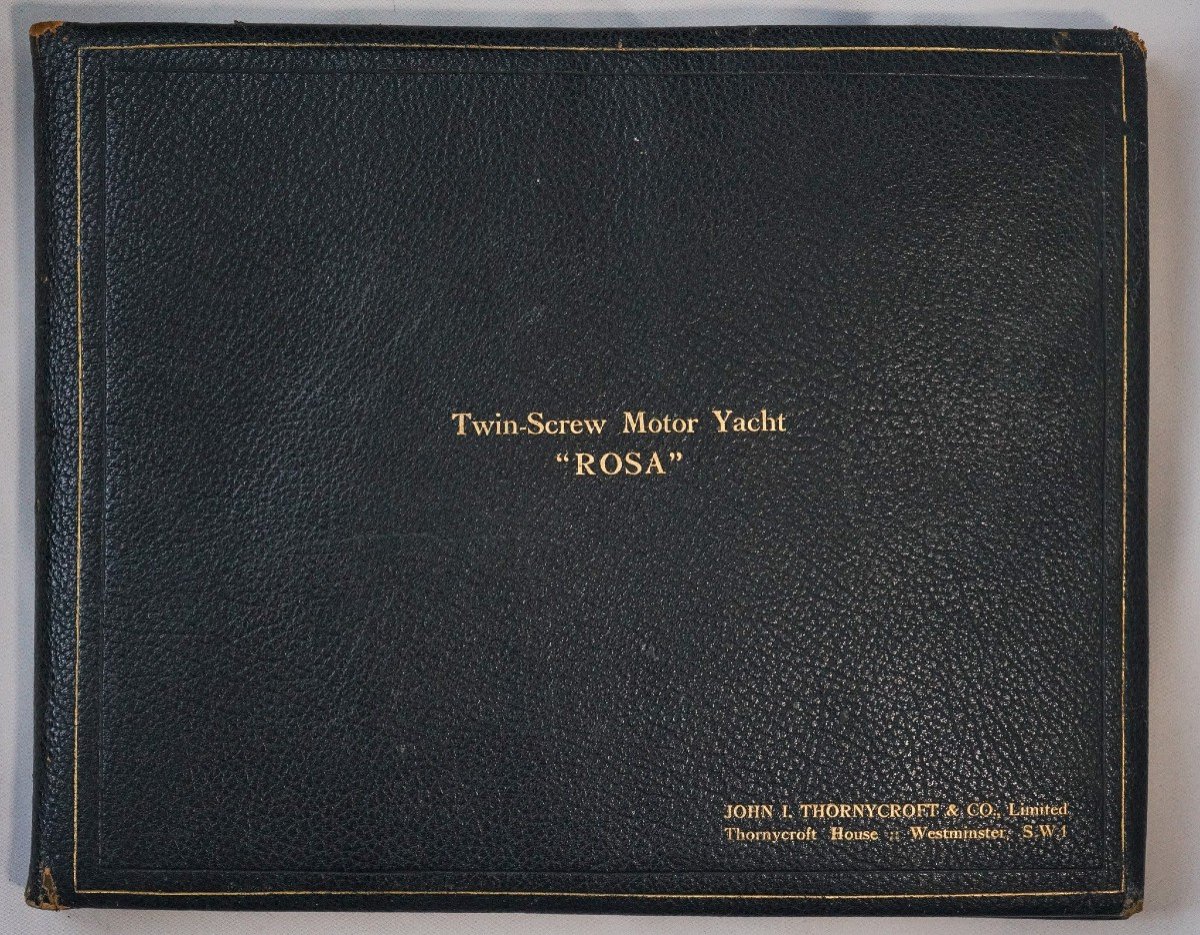 Twin-Screw Motor Yacht
“ROSA”
JOHN I. THORNYCROFT & CO., Limited
Thornycroft House :: Westminster, S.W.1